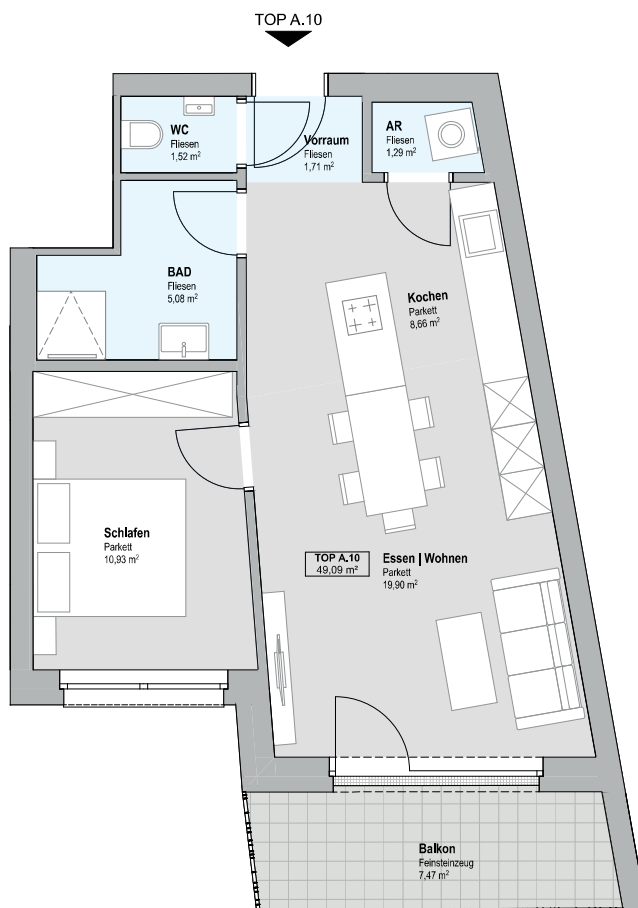 TOP A.10
WC
Fliesen
1,52 m²
Vorraum
Fliesen
1,71 m²
AR
Fliesen
1,29 m²
BAD
Fliesen
5,08 m²
Kochen
Parkett
8,66 m²
Schlafen
Parkett
10,93 m²
TOP A.10
49,09 m²
Essen | Wohnen
Parkett
19,90 m²
Balkon
Feinsteinzeug
7,47 m²